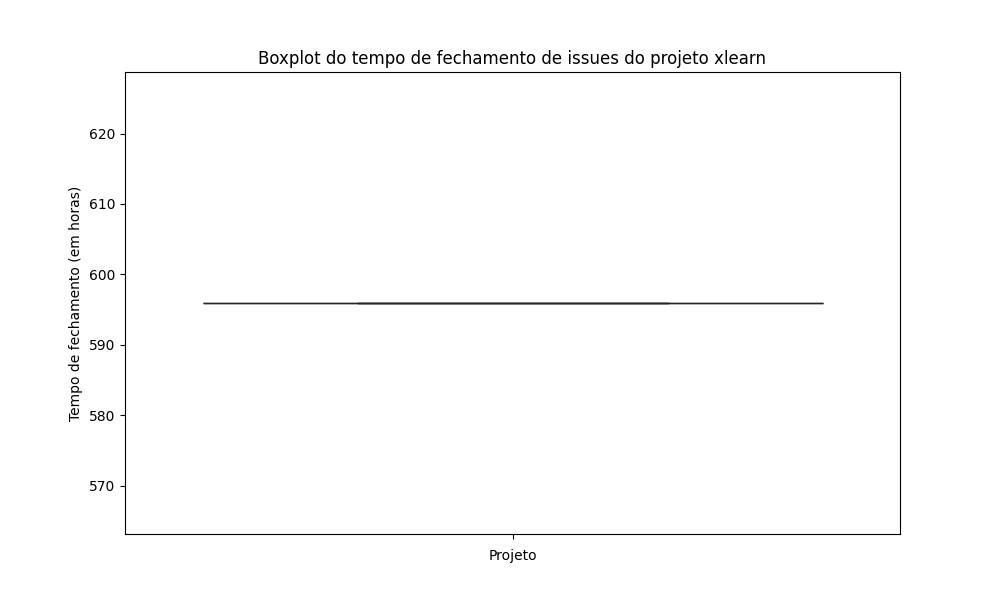 Boxplot do tempo de fechamento de issues do projeto xlearn
Tempo de fechamento (em horas)
620
610
600
590
580
570
Projeto